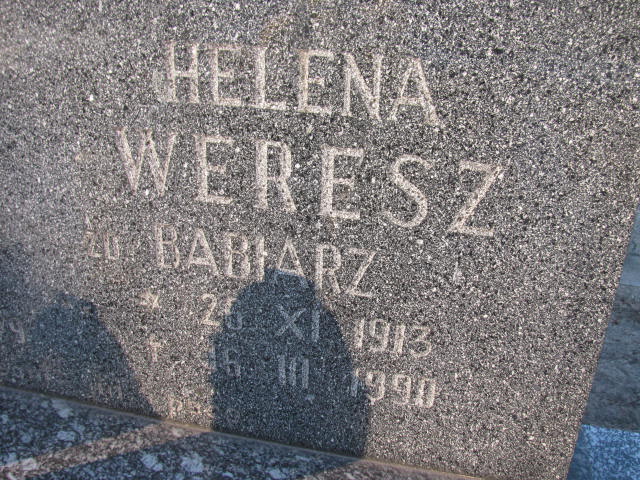 HELENA
WERESZ
ZD. BABIARZ
* 26 XI 1913
† 16 III 1990